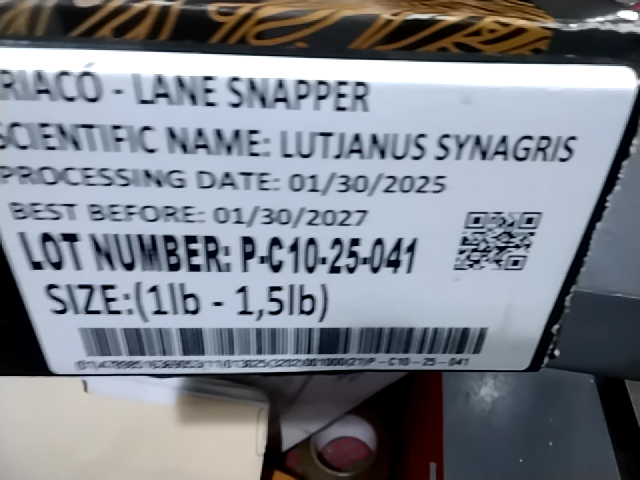 RIACÓ - LANE SNAPPER
SCIENTIFIC NAME: LUTJANUS SYNAGRIS
PROCESSING DATE: 01/30/2025
BEST BEFORE: 01/30/2027
LOT NUMBER: P-C10-25-041
SIZE:(1lb - 1,5lb)